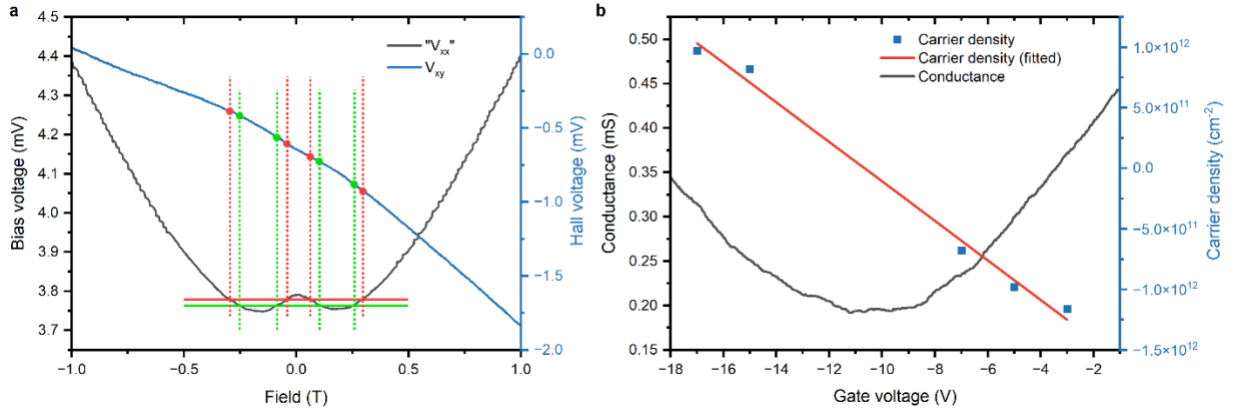 a
4.5
4.4
4.3
4.2
4.1
4.0
3.9
3.8
3.7
Bias voltage (mV)
"Vxx"
Vxy
0.0
−0.5
−1.0
−1.5
−2.0
Hall voltage (mV)
−1.0 −0.5 0.0 0.5 1.0
Field (T)
b
0.50
0.45
0.40
0.35
0.30
0.25
0.20
0.15
Conductance (mS)
Carrier density
Carrier density (fitted)
Conductance
1.0×10¹²
5.0×10¹¹
0.0
−5.0×10¹¹
−1.0×10¹²
−1.5×10¹²
Carrier density (cm⁻²)
−18 −16 −14 −12 −10 −8 −6 −4 −2
Gate voltage (V)